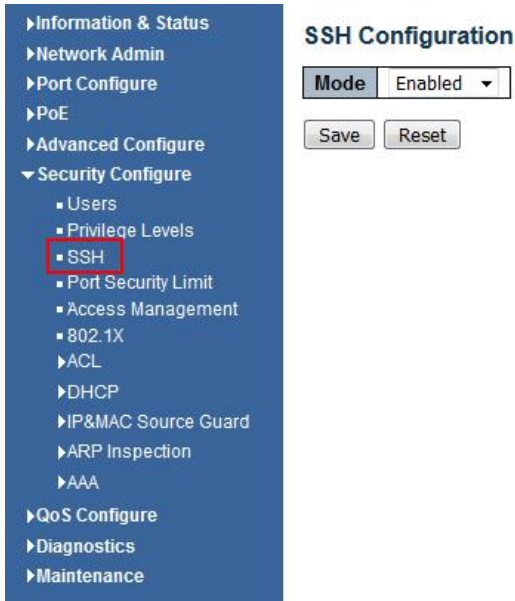 Information & Status
Network Admin
Port Configure
PoE
Advanced Configure
Security Configure
Users
Privilege Levels
SSH
Port Security Limit
Access Management
802.1X
ACL
DHCP
IP&MAC Source Guard
ARP Inspection
AAA
QoS Configure
Diagnostics
Maintenance
SSH Configuration
Mode Enabled
Save Reset